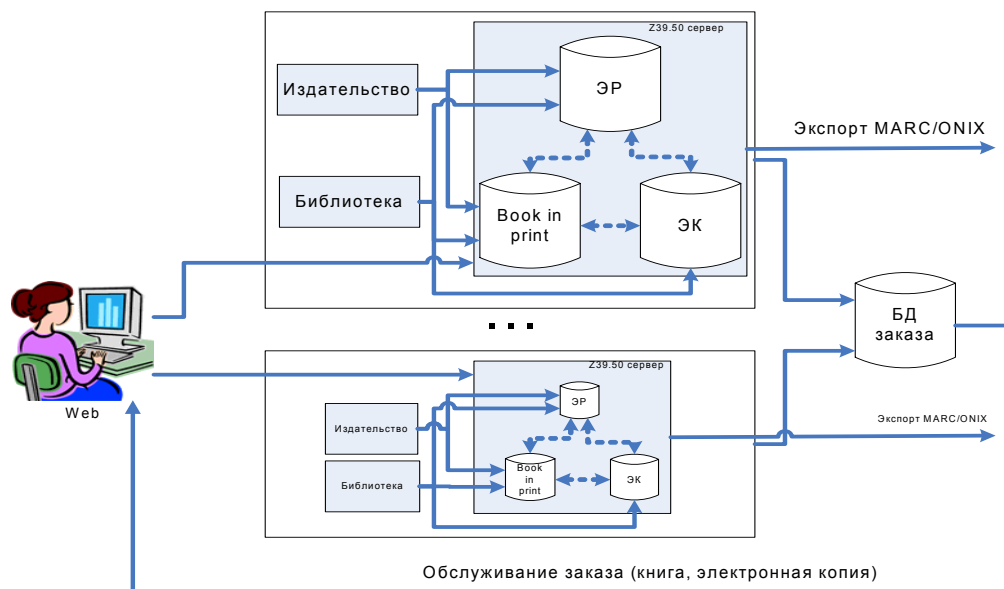 Z39.50 сервер
Издательство
ЭР
Экспорт MARC/ONIX
Библиотека
Book in
print
ЭК
БД
заказа
...
Web
Z39.50 сервер
ЭР
Издательство
Экспорт MARC/ONIX
Book
in
print
ЭК
Библиотека
Обслуживание заказа (книга, электронная копия)